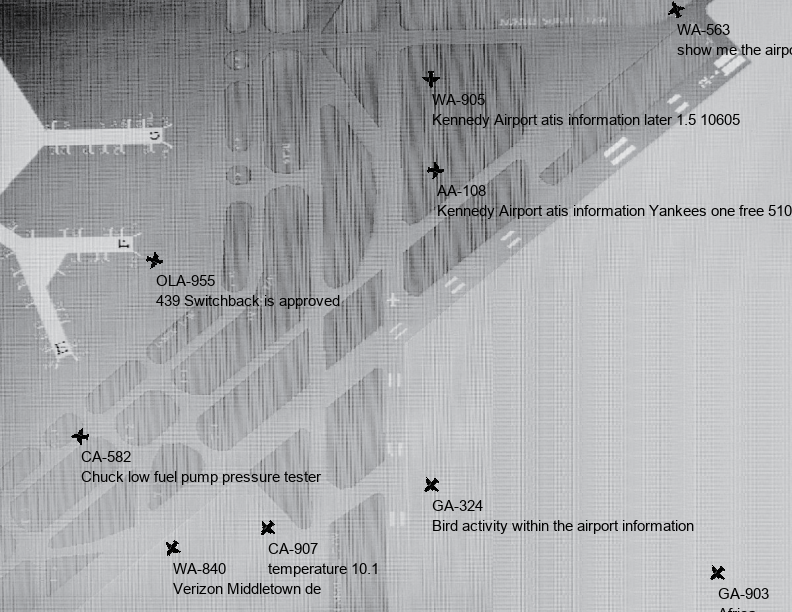 WA-563
show me the airpo
WA-905
Kennedy Airport atis information later 1.5 10605
AA-108
Kennedy Airport atis information Yankees one free 510
OLA-955
439 Switchback is approved
CA-582
Chuck low fuel pump pressure tester
GA-324
Bird activity within the airport information
CA-907
temperature 10.1
WA-840
Verizon Middletown de
GA-903
Africa